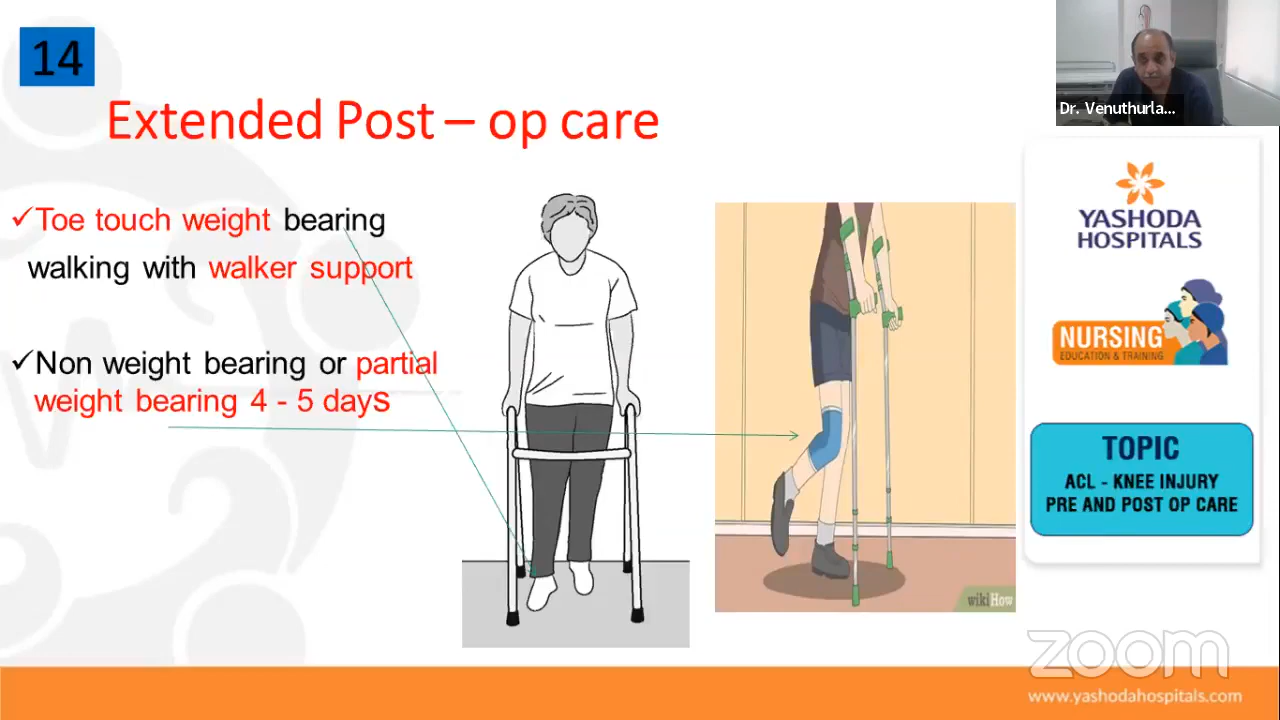 14
Extended Post – op care
✓Toe touch weight bearing
walking with walker support
✓Non weight bearing or partial
weight bearing 4 - 5 days
wikiHow
Dr. Venuthurla...
YASHODA
HOSPITALS
NURSING
EDUCATION & TRAINING
TOPIC
ACL - KNEE INJURY
PRE AND POST OP CARE
zoom
www.yashodahospitals.com